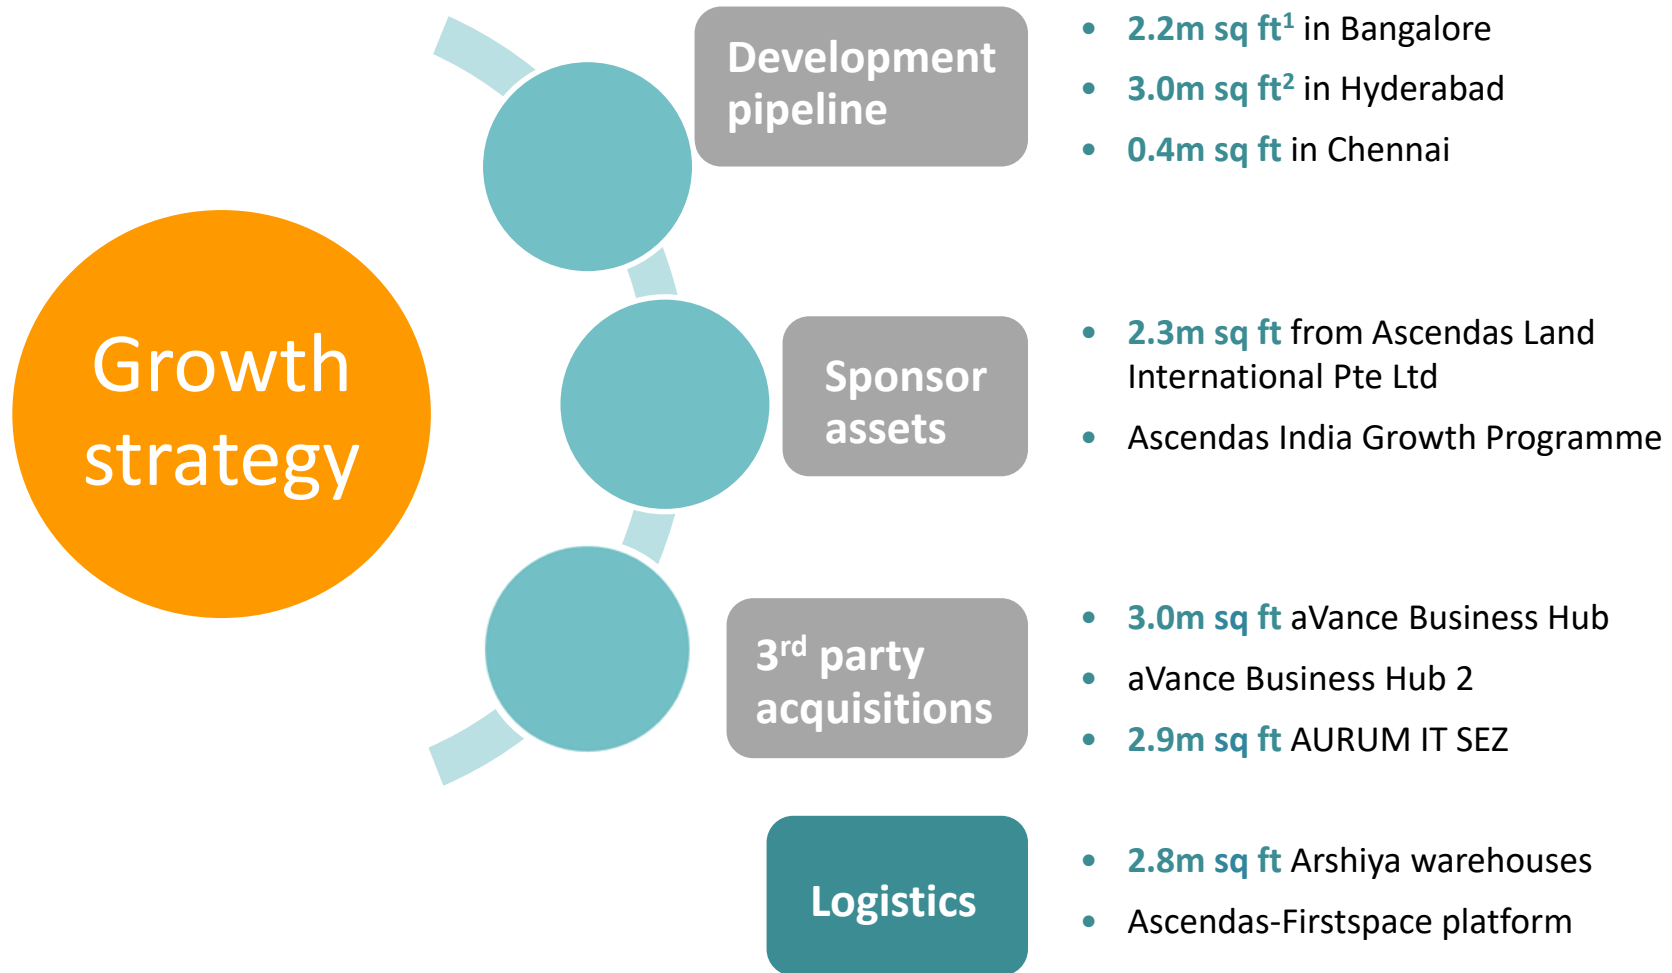 Growth
strategy
Development
pipeline
• 2.2m sq ft¹ in Bangalore
• 3.0m sq ft² in Hyderabad
• 0.4m sq ft in Chennai
Sponsor
assets
• 2.3m sq ft from Ascendas Land
International Pte Ltd
• Ascendas India Growth Programme
3rd party
acquisitions
• 3.0m sq ft aVance Business Hub
• aVance Business Hub 2
• 2.9m sq ft AURUM IT SEZ
Logistics
• 2.8m sq ft Arshiya warehouses
• Ascendas-Firstspace platform